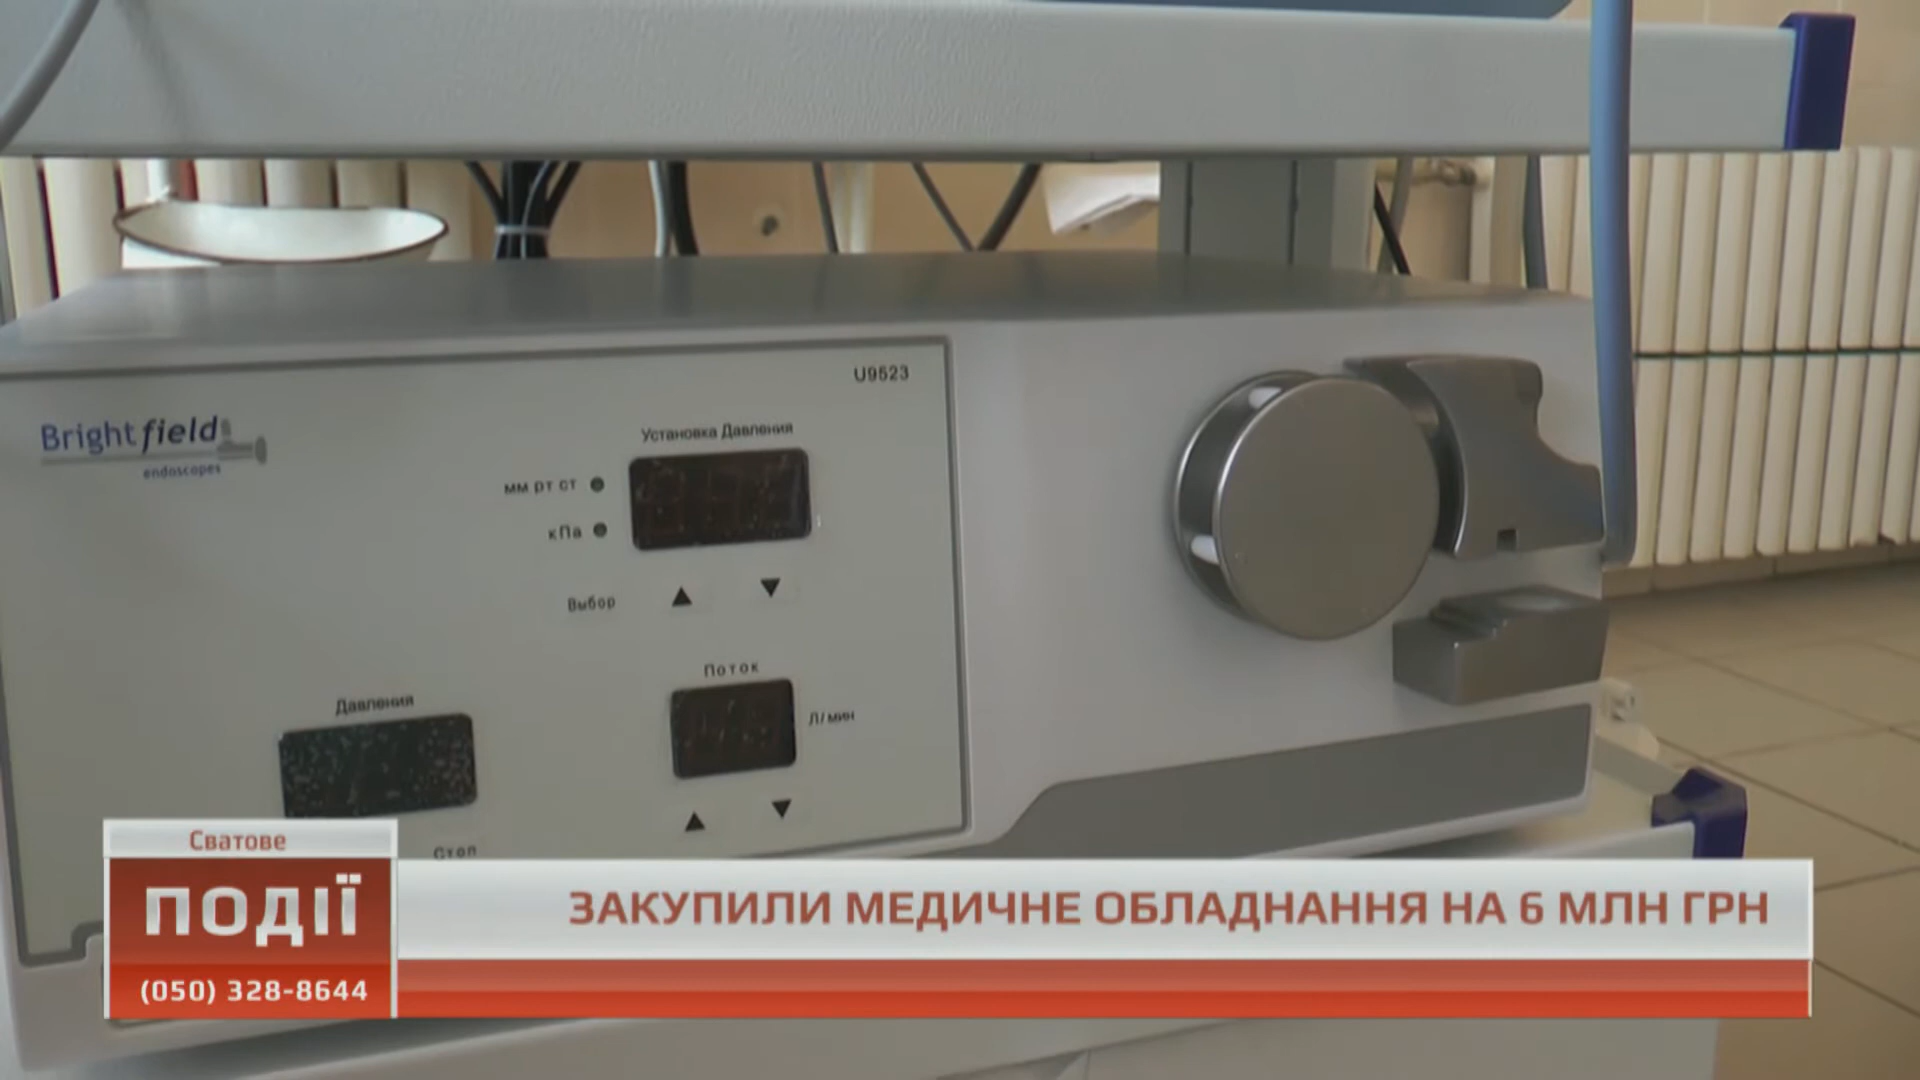 U9523
Brightfield
endoscopes
Установка Давления
мм рт ст
кПа
Выбор
Поток
Л/мин
Давления
Стоп
Сватове
ПОДІЇ
(050) 328-8644
ЗАКУПИЛИ МЕДИЧНЕ ОБЛАДНАННЯ НА 6 МЛН ГРН